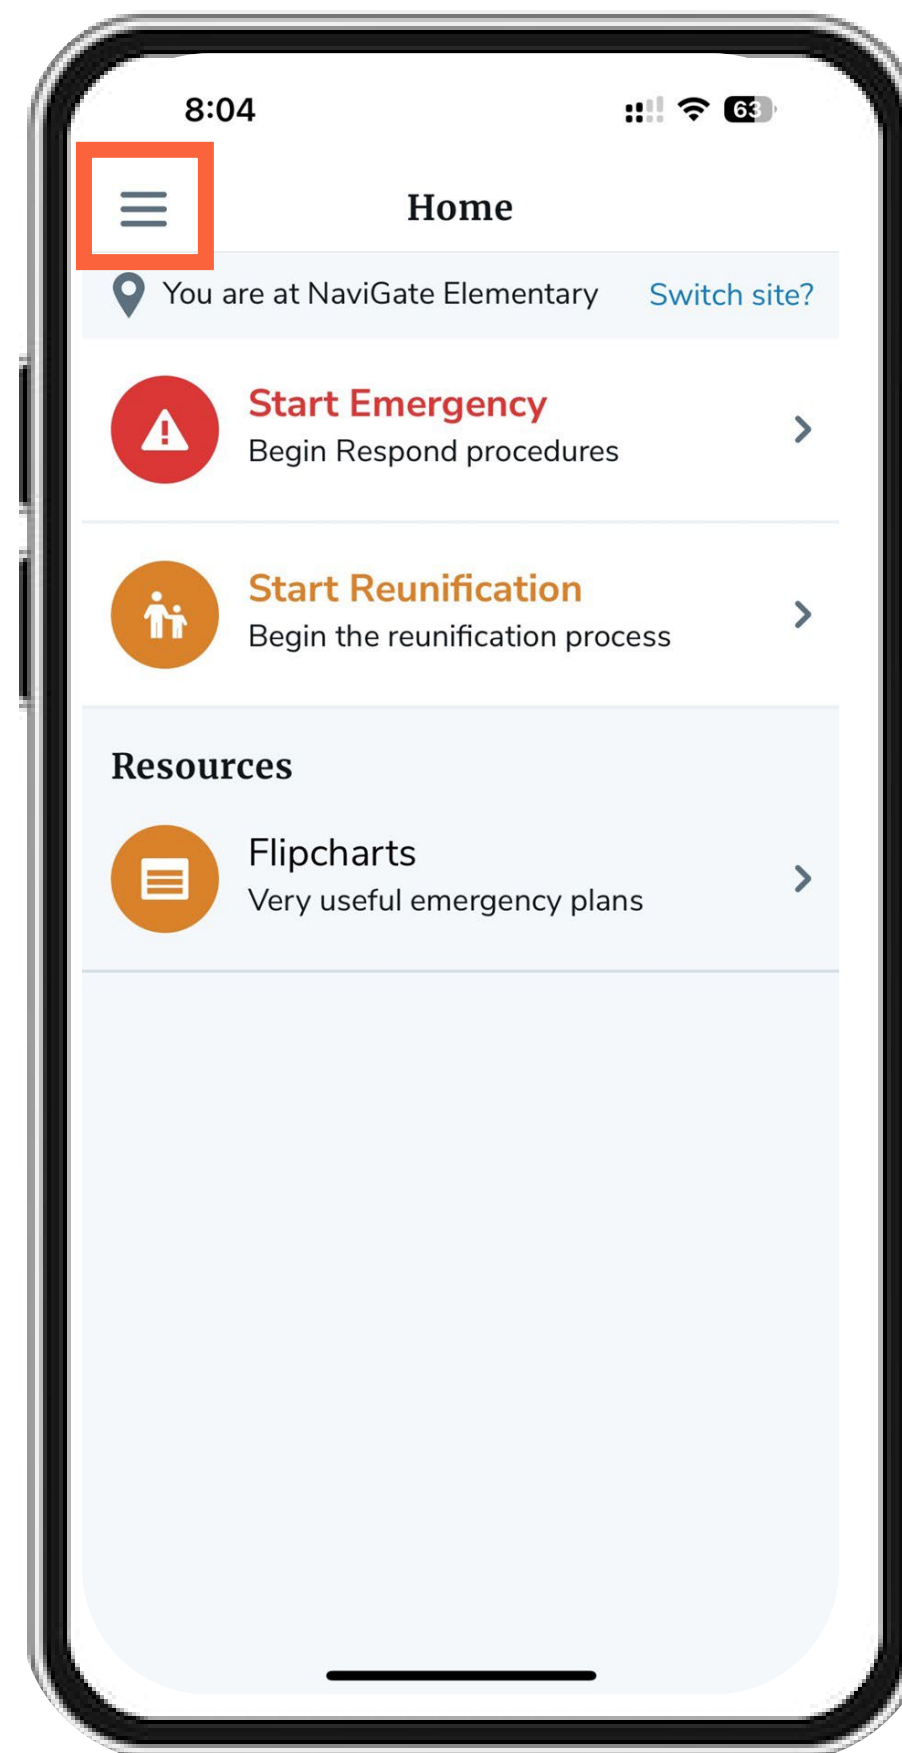 8:04
63
Home
You are at NaviGate Elementary Switch site?
Start Emergency
Begin Respond procedures
Start Reunification
Begin the reunification process
Resources
Flipcharts
Very useful emergency plans